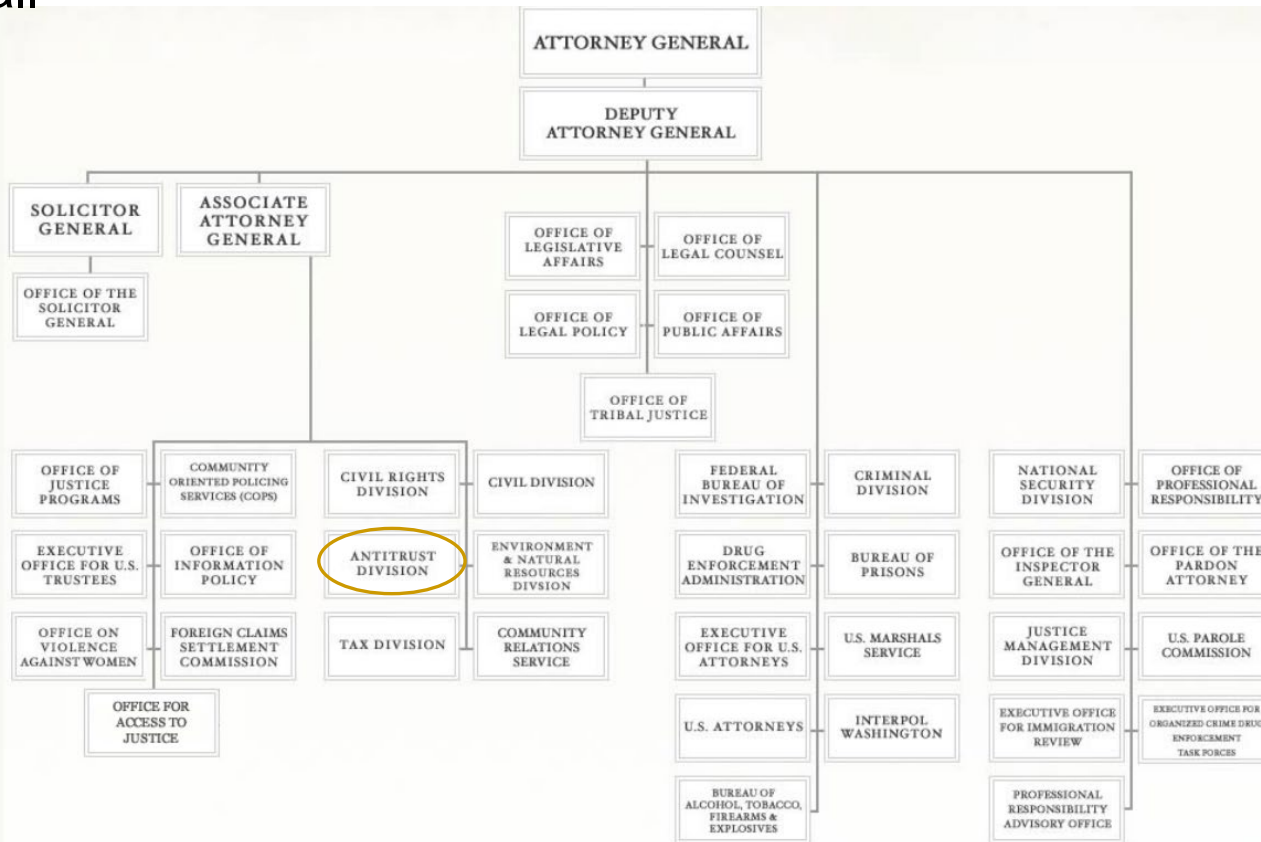 ATTORNEY GENERAL
DEPUTY
ATTORNEY GENERAL
SOLICITOR
GENERAL
ASSOCIATE
ATTORNEY
GENERAL
OFFICE OF THE
SOLICITOR
GENERAL
OFFICE OF
LEGISLATIVE
AFFAIRS
OFFICE OF
LEGAL COUNSEL
OFFICE OF
LEGAL POLICY
OFFICE OF
PUBLIC AFFAIRS
OFFICE OF
TRIBAL JUSTICE
OFFICE OF
JUSTICE
PROGRAMS
COMMUNITY
ORIENTED POLICING
SERVICES (COPS)
EXECUTIVE
OFFICE FOR U.S.
TRUSTEES
OFFICE OF
INFORMATION
POLICY
OFFICE ON
VIOLENCE
AGAINST WOMEN
FOREIGN CLAIMS
SETTLEMENT
COMMISSION
OFFICE FOR
ACCESS TO
JUSTICE
CIVIL RIGHTS
DIVISION
CIVIL DIVISION
ANTITRUST
DIVISION
ENVIRONMENT
& NATURAL
RESOURCES
DIVSION
TAX DIVISION
COMMUNITY
RELATIONS
SERVICE
FEDERAL
BUREAU OF
INVESTIGATION
CRIMINAL
DIVISION
DRUG
ENFORCEMENT
ADMINISTRATION
BUREAU OF
PRISONS
EXECUTIVE
OFFICE FOR U.S.
ATTORNEYS
U.S. MARSHALS
SERVICE
U.S. ATTORNEYS
INTERPOL
WASHINGTON
BUREAU OF
ALCOHOL, TOBACCO,
FIREARMS &
EXPLOSIVES
NATIONAL
SECURITY
DIVISION
OFFICE OF
PROFESSIONAL
RESPONSIBILITY
OFFICE OF THE
INSPECTOR
GENERAL
OFFICE OF THE
PARDON
ATTORNEY
JUSTICE
MANAGEMENT
DIVISION
U.S. PAROLE
COMMISSION
EXECUTIVE OFFICE
FOR IMMIGRATION
REVIEW
EXECUTIVE OFFICE FOR
ORGANIZED CRIME DRUG
ENFORCEMENT
TASK FORCES
PROFESSIONAL
RESPONSIBILITY
ADVISORY OFFICE